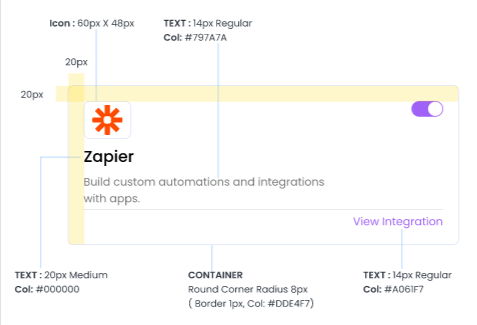 Icon : 60px X 48px
TEXT : 14px Regular
Col: #797A7A
20px
20px
Zapier
Build custom automations and integrations
with apps.
View Integration
TEXT : 20px Medium
Col: #000000
CONTAINER
Round Corner Radius 8px
( Border 1px, Col: #DDE4F7)
TEXT : 14px Regular
Col: #A061F7